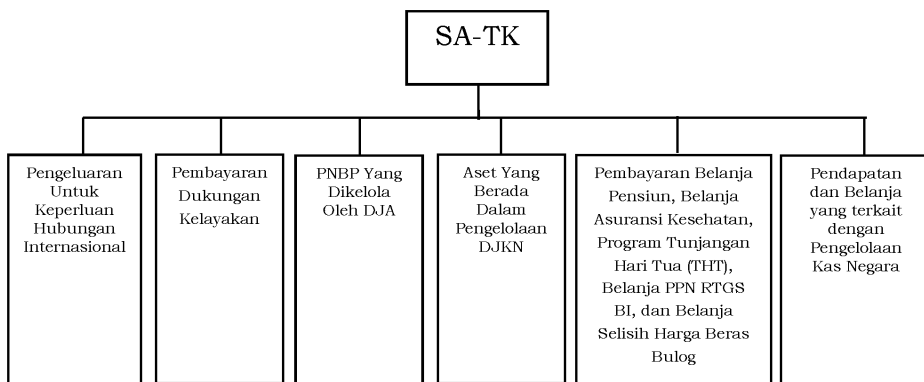 SA-TK
Pengeluaran
Untuk
Keperluan
Hubungan
Internasional
Pembayaran
Dukungan
Kelayakan
PNBP Yang
Dikelola
Oleh DJA
Aset Yang
Berada
Dalam
Pengelolaan
DJKN
Pembayaran Belanja
Pensiun, Belanja
Asuransi Kesehatan,
Program Tunjangan
Hari Tua (THT),
Belanja PPN RTGS
BI, dan Belanja
Selisih Harga Beras
Bulog
Pendapatan
dan Belanja
yang terkait
dengan
Pengelolaan
Kas Negara